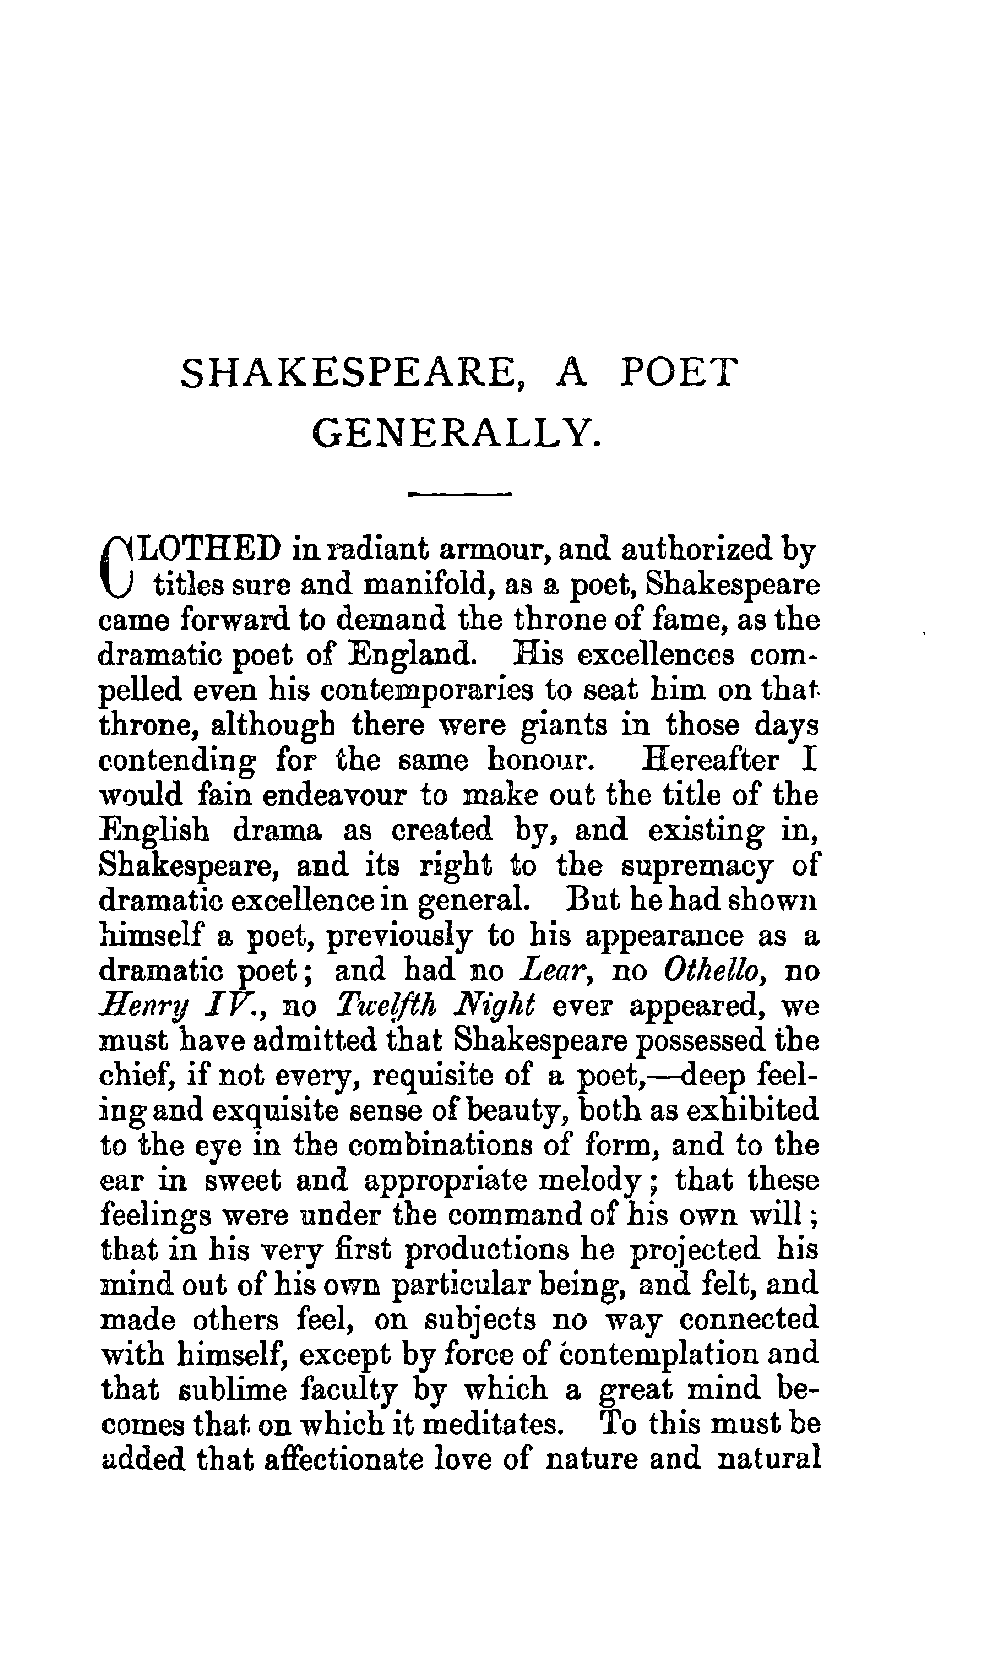 SHAKESPEARE, A POET
GENERALLY.
CLOTHED in radiant armour, and authorized by
titles sure and manifold, as a poet, Shakespeare
came forward to demand the throne of fame, as the
dramatic poet of England. His excellences com-
pelled even his contemporaries to seat him on that
throne, although there were giants in those days
contending for the same honour. Hereafter I
would fain endeavour to make out the title of the
English drama as created by, and existing in,
Shakespeare, and its right to the supremacy of
dramatic excellence in general. But he had shown
himself a poet, previously to his appearance as a
dramatic poet; and had no Lear, no Othello, no
Henry IV., no Twelfth Night ever appeared, we
must have admitted that Shakespeare possessed the
chief, if not every, requisite of a poet,—deep feel-
ing and exquisite sense of beauty, both as exhibited
to the eye in the combinations of form, and to the
ear in sweet and appropriate melody; that these
feelings were under the command of his own will;
that in his very first productions he projected his
mind out of his own particular being, and felt, and
made others feel, on subjects no way connected
with himself, except by force of contemplation and
that sublime faculty by which a great mind be-
comes that on which it meditates. To this must be
added that affectionate love of nature and natural